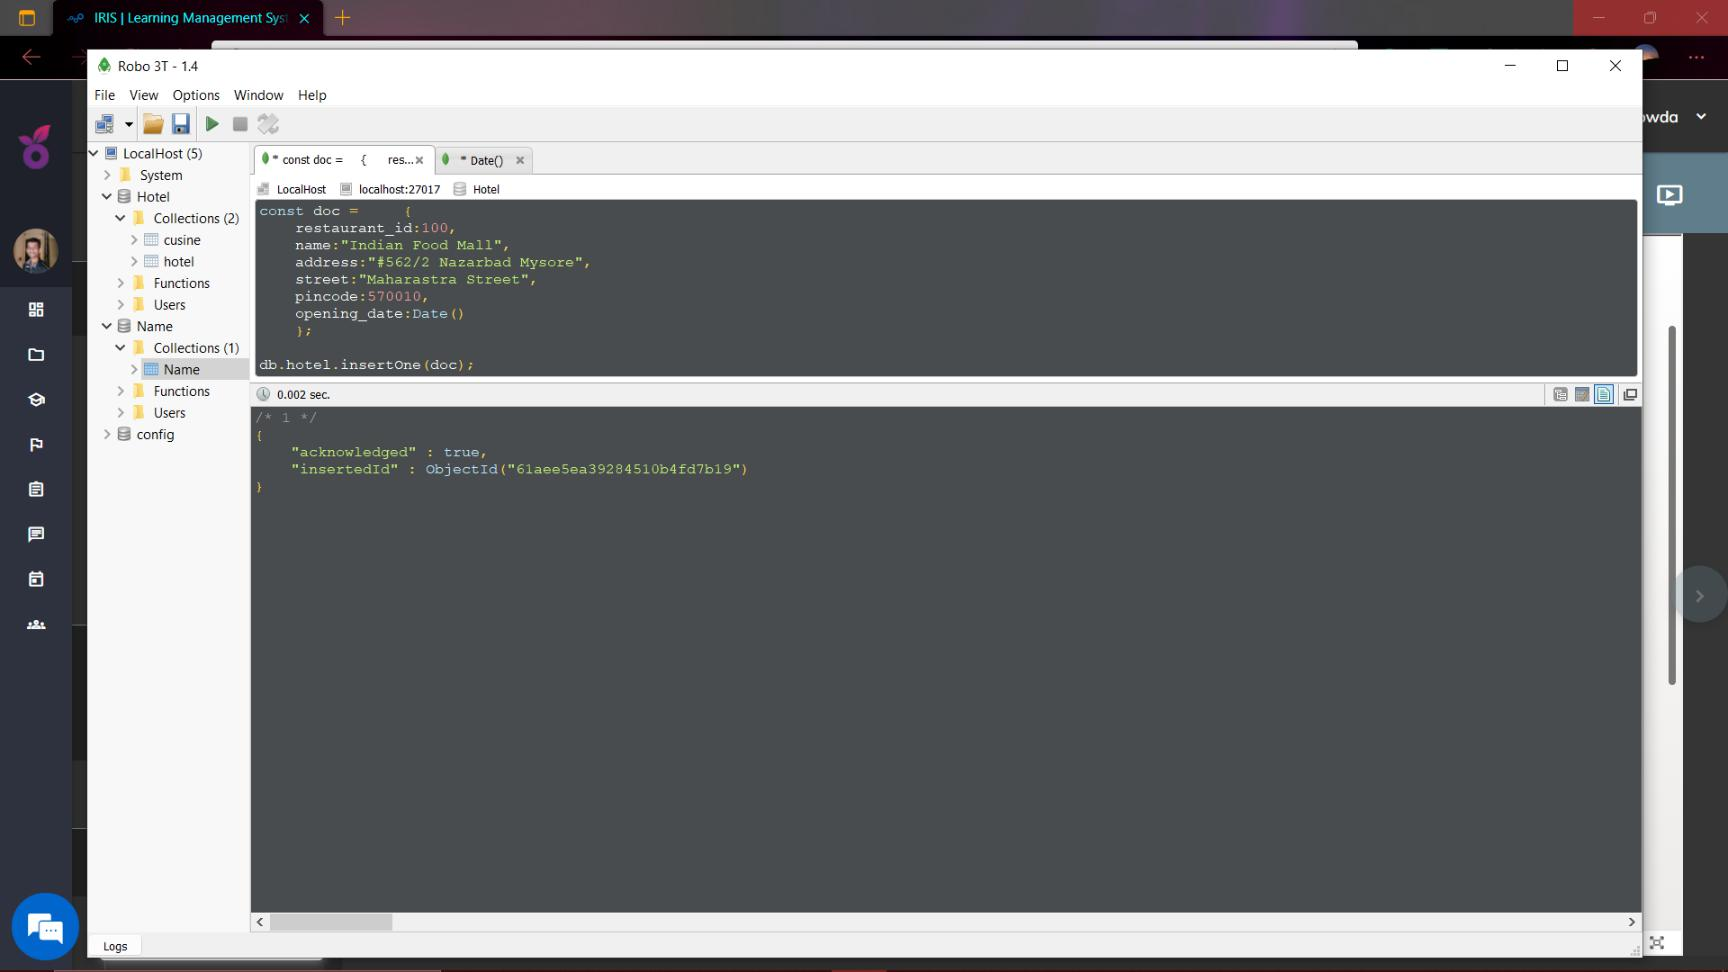 IRIS | Learning Management Syst
Robo 3T - 1.4
File View Options Window Help
owda
LocalHost (5)
System
Hotel
Collections (2)
cusine
hotel
Functions
Users
Name
Collections (1)
Name
Functions
Users
config
* const doc = { res...
* Date()
LocalHost localhost:27017 Hotel
const doc = {
restaurant_id:100,
name:"Indian Food Mall",
address:"#562/2 Nazarbad Mysore",
street:"Maharastra Street",
pincode:570010,
opening_date:Date()
};
db.hotel.insertOne(doc);
0.002 sec.
/* 1 */
{
"acknowledged" : true,
"insertedId" : ObjectId("61aee5ea39284510b4fd7b19")
}
Logs